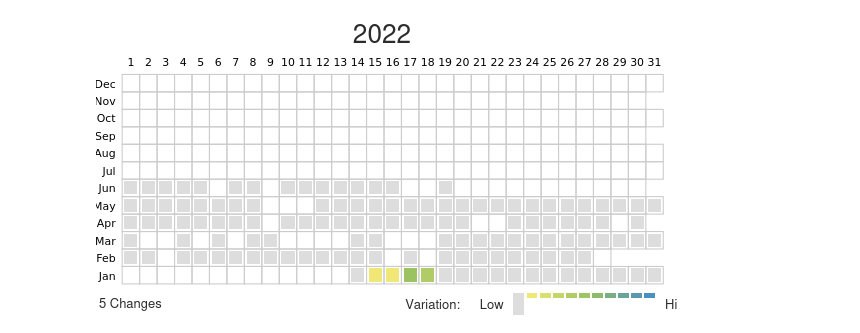 2022
1 2 3 4 5 6 7 8 9 10 11 12 13 14 15 16 17 18 19 20 21 22 23 24 25 26 27 28 29 30 31
Dec
Nov
Oct
Sep
Aug
Jul
Jun
May
Apr
Mar
Feb
Jan
5 Changes Variation: Low Hi